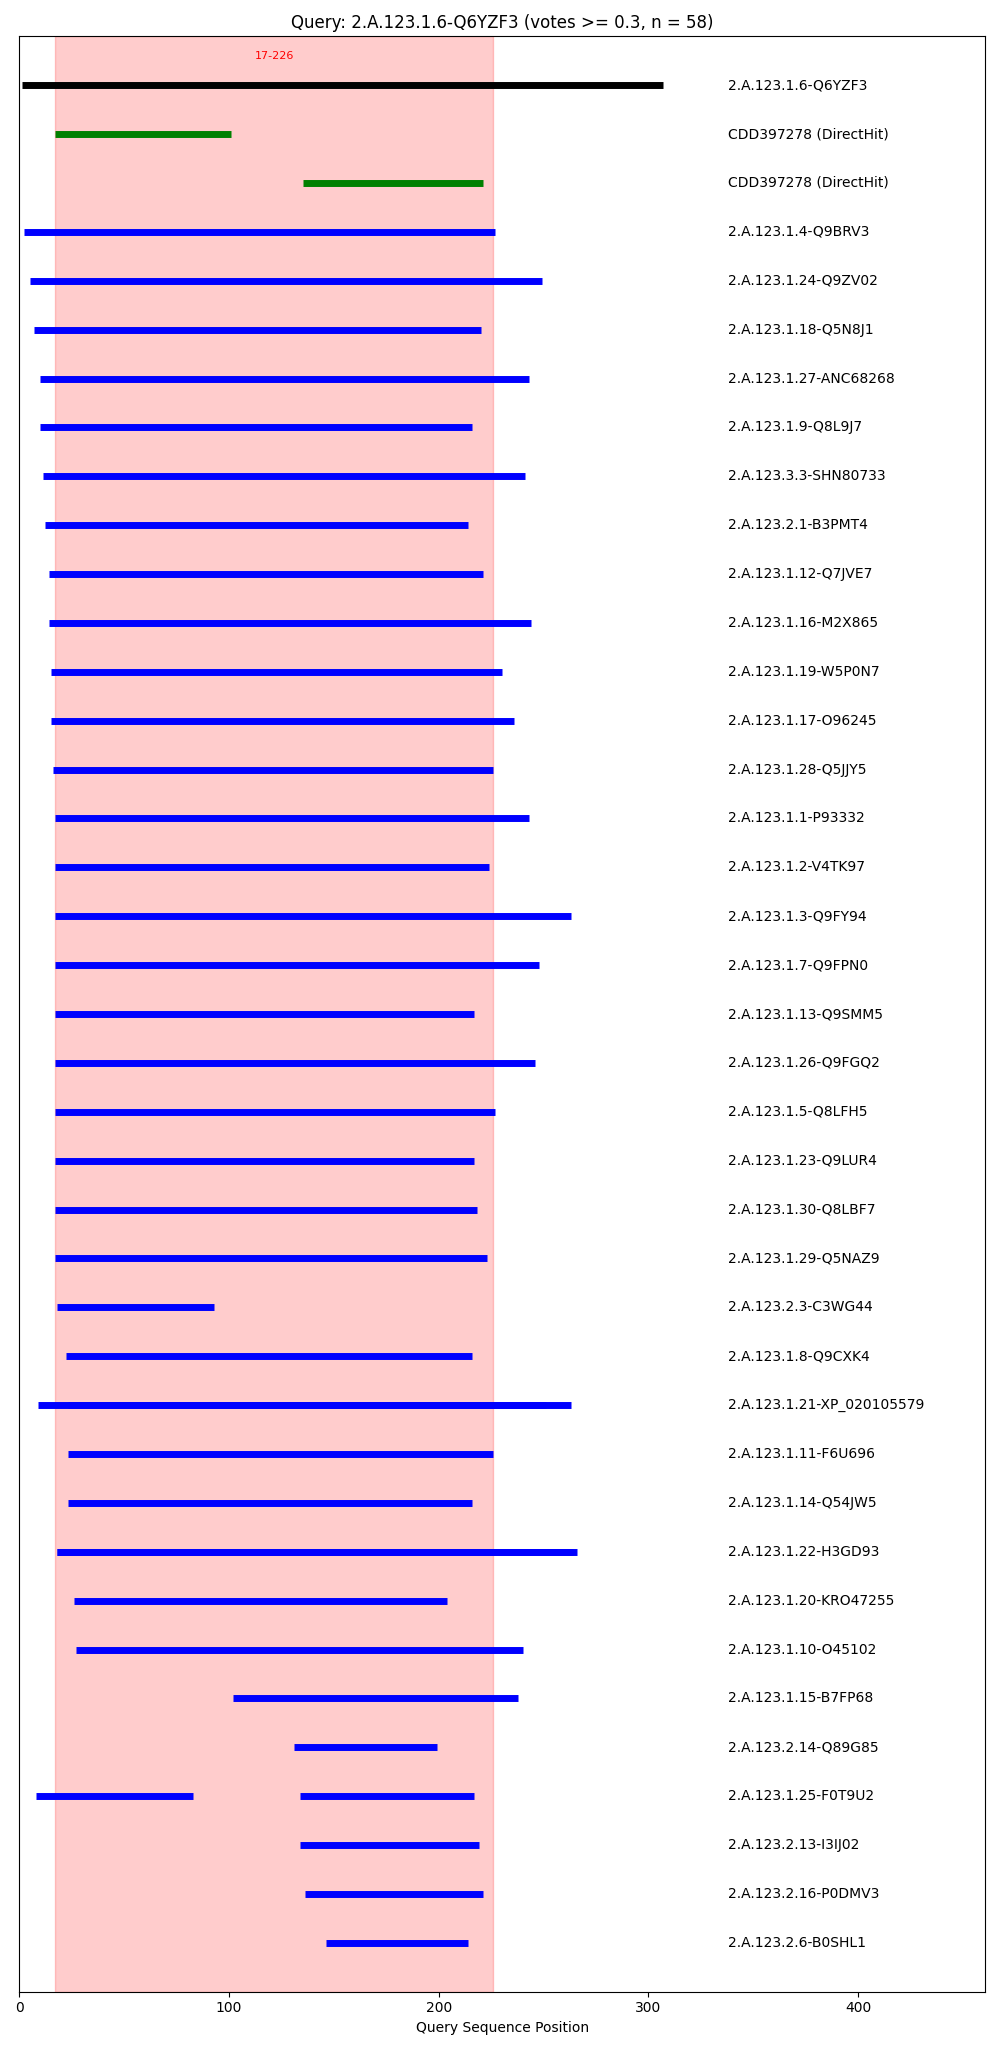 Query: 2.A.123.1.6-Q6YZF3 (votes >= 0.3, n = 58)
17-226
2.A.123.1.6-Q6YZF3
CDD397278 (DirectHit)
CDD397278 (DirectHit)
2.A.123.1.4-Q9BRV3
2.A.123.1.24-Q9ZV02
2.A.123.1.18-Q5N8J1
2.A.123.1.27-ANC68268
2.A.123.1.9-Q8L9J7
2.A.123.3.3-SHN80733
2.A.123.2.1-B3PMT4
2.A.123.1.12-Q7JVE7
2.A.123.1.16-M2X865
2.A.123.1.19-W5P0N7
2.A.123.1.17-O96245
2.A.123.1.28-Q5JJY5
2.A.123.1.1-P93332
2.A.123.1.2-V4TK97
2.A.123.1.3-Q9FY94
2.A.123.1.7-Q9FPN0
2.A.123.1.13-Q9SMM5
2.A.123.1.26-Q9FGQ2
2.A.123.1.5-Q8LFH5
2.A.123.1.23-Q9LUR4
2.A.123.1.30-Q8LBF7
2.A.123.1.29-Q5NAZ9
2.A.123.2.3-C3WG44
2.A.123.1.8-Q9CXK4
2.A.123.1.21-XP_020105579
2.A.123.1.11-F6U696
2.A.123.1.14-Q54JW5
2.A.123.1.22-H3GD93
2.A.123.1.20-KRO47255
2.A.123.1.10-O45102
2.A.123.1.15-B7FP68
2.A.123.2.14-Q89G85
2.A.123.1.25-F0T9U2
2.A.123.2.13-I3IJ02
2.A.123.2.16-P0DMV3
2.A.123.2.6-B0SHL1
0 100 200 300 400
Query Sequence Position